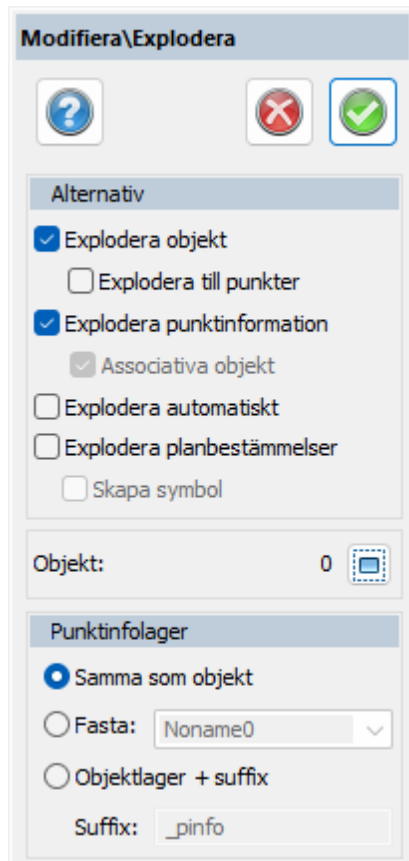 Modifiera\Explodera
?
Alternativ
Explodera objekt
Explodera till punkter
Explodera punktinformation
Associativa objekt
Explodera automatiskt
Explodera planbestämmelser
Skapa symbol
Objekt: 0
Punktinfolager
Samma som objekt
Fasta: Noname0
Objektlager + suffix
Suffix: _pinfo